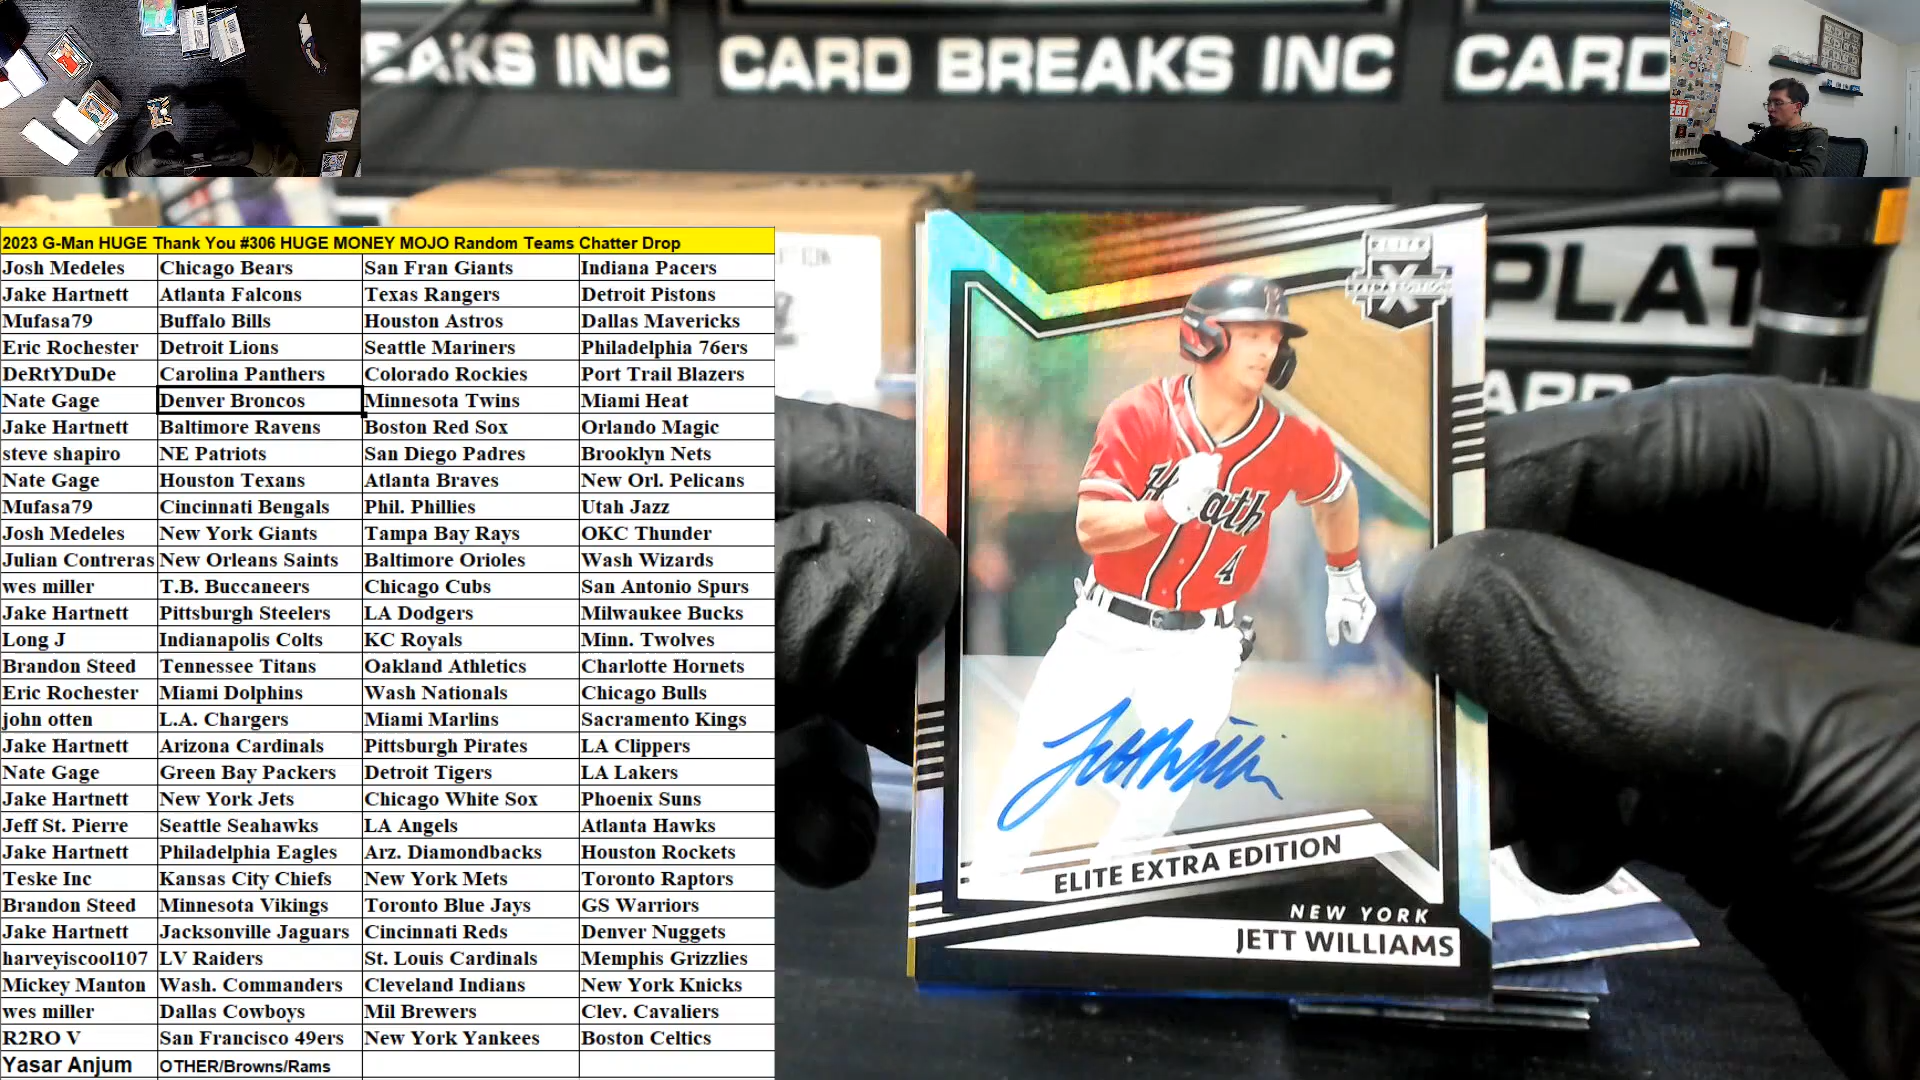 EAKS INC CARD BREAKS INC CARD
2023 G-Man HUGE Thank You #306 HUGE MONEY MOJO Random Teams Chatter Drop
Josh Medeles Chicago Bears San Fran Giants Indiana Pacers
Jake Hartnett Atlanta Falcons Texas Rangers Detroit Pistons
Mufasa79 Buffalo Bills Houston Astros Dallas Mavericks
Eric Rochester Detroit Lions Seattle Mariners Philadelphia 76ers
DeRtYDuDe Carolina Panthers Colorado Rockies Port Trail Blazers
Nate Gage Denver Broncos Minnesota Twins Miami Heat
Jake Hartnett Baltimore Ravens Boston Red Sox Orlando Magic
steve shapiro NE Patriots San Diego Padres Brooklyn Nets
Nate Gage Houston Texans Atlanta Braves New Orl. Pelicans
Mufasa79 Cincinnati Bengals Phil. Phillies Utah Jazz
Josh Medeles New York Giants Tampa Bay Rays OKC Thunder
Julian Contreras New Orleans Saints Baltimore Orioles Wash Wizards
wes miller T.B. Buccaneers Chicago Cubs San Antonio Spurs
Jake Hartnett Pittsburgh Steelers LA Dodgers Milwaukee Bucks
Long J Indianapolis Colts KC Royals Minn. Twolves
Brandon Steed Tennessee Titans Oakland Athletics Charlotte Hornets
Eric Rochester Miami Dolphins Wash Nationals Chicago Bulls
john otten L.A. Chargers Miami Marlins Sacramento Kings
Jake Hartnett Arizona Cardinals Pittsburgh Pirates LA Clippers
Nate Gage Green Bay Packers Detroit Tigers LA Lakers
Jake Hartnett New York Jets Chicago White Sox Phoenix Suns
Jeff St. Pierre Seattle Seahawks LA Angels Atlanta Hawks
Jake Hartnett Philadelphia Eagles Arz. Diamondbacks Houston Rockets
Teske Inc Kansas City Chiefs New York Mets Toronto Raptors
Brandon Steed Minnesota Vikings Toronto Blue Jays GS Warriors
Jake Hartnett Jacksonville Jaguars Cincinnati Reds Denver Nuggets
harveyiscool107 LV Raiders St. Louis Cardinals Memphis Grizzlies
Mickey Manton Wash. Commanders Cleveland Indians New York Knicks
wes miller Dallas Cowboys Mil Brewers Clev. Cavaliers
R2RO V San Francisco 49ers New York Yankees Boston Celtics
Yasar Anjum OTHER/Browns/Rams
PLAT
ARD
X
4
ELITE EXTRA EDITION
NEW YORK
JETT WILLIAMS